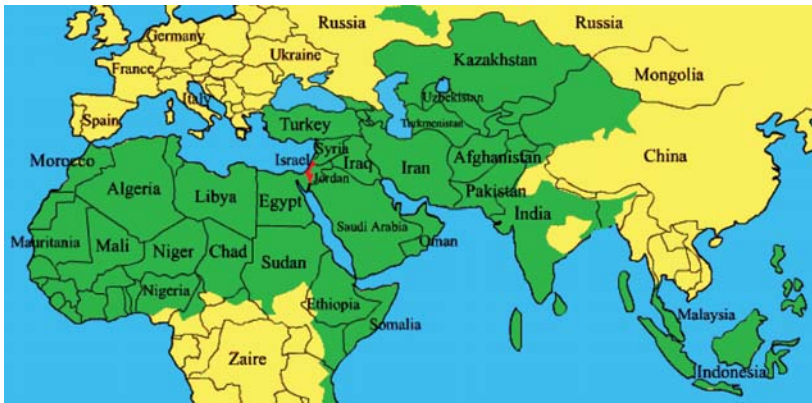 Russia
Russia
Germany
Ukraine
Kazakhstan
France
Mongolia
Italy
Uzbekistan
Spain
Turkey
Turkmenistan
Syria
Afghanistan
China
Morocco
Israel
Iraq
Iran
Jordan
Algeria
Libya
Egypt
Pakistan
India
Saudi Arabia
Mauritania
Mali
Niger
Chad
Oman
Sudan
Nigeria
Ethiopia
Somalia
Malaysia
Zaire
Indonesia